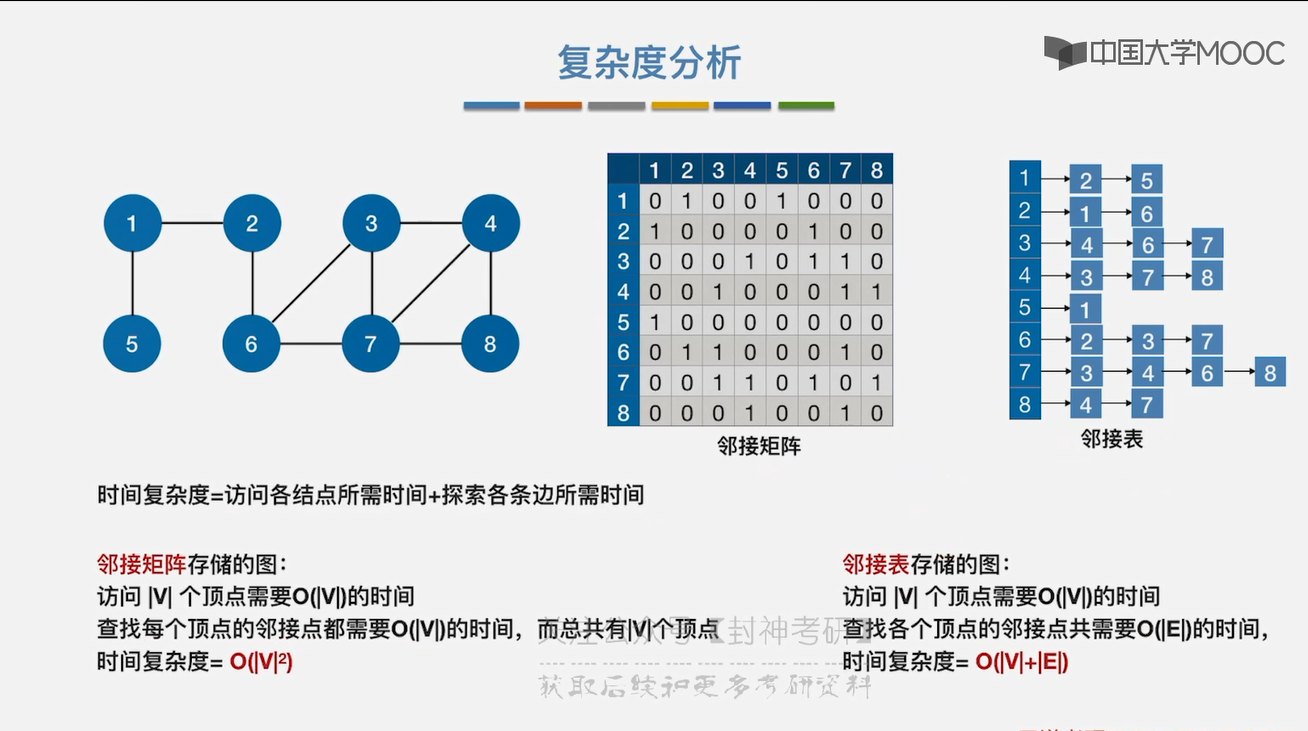 复杂度分析
中国大学MOOC
1 2 3 4
5 6 7 8
1 2 3 4 5 6 7 8
1 0 1 0 0 1 0 0 0
2 1 0 0 0 0 1 0 0
3 0 0 0 1 0 1 1 0
4 0 0 1 0 0 0 1 1
5 1 0 0 0 0 0 0 0
6 0 1 1 0 0 0 1 0
7 0 0 1 1 0 1 0 1
8 0 0 0 1 0 0 1 0
邻接矩阵
1 2 5
2 1 6
3 4 6 7
4 3 7 8
5 1
6 2 3 7
7 3 4 6 8
8 4 7
邻接表
时间复杂度=访问各结点所需时间+探索各条边所需时间
邻接矩阵存储的图：
访问 |V| 个顶点需要O(|V|)的时间
查找每个顶点的邻接点都需要O(|V|)的时间，而总共有|V|个顶点
时间复杂度= O(|V|²)
邻接表存储的图：
访问 |V| 个顶点需要O(|V|)的时间
查找各个顶点的邻接点共需要O(|E|)的时间，
时间复杂度= O(|V|+|E|)
【封神考研】
获取后续和更多考研资料